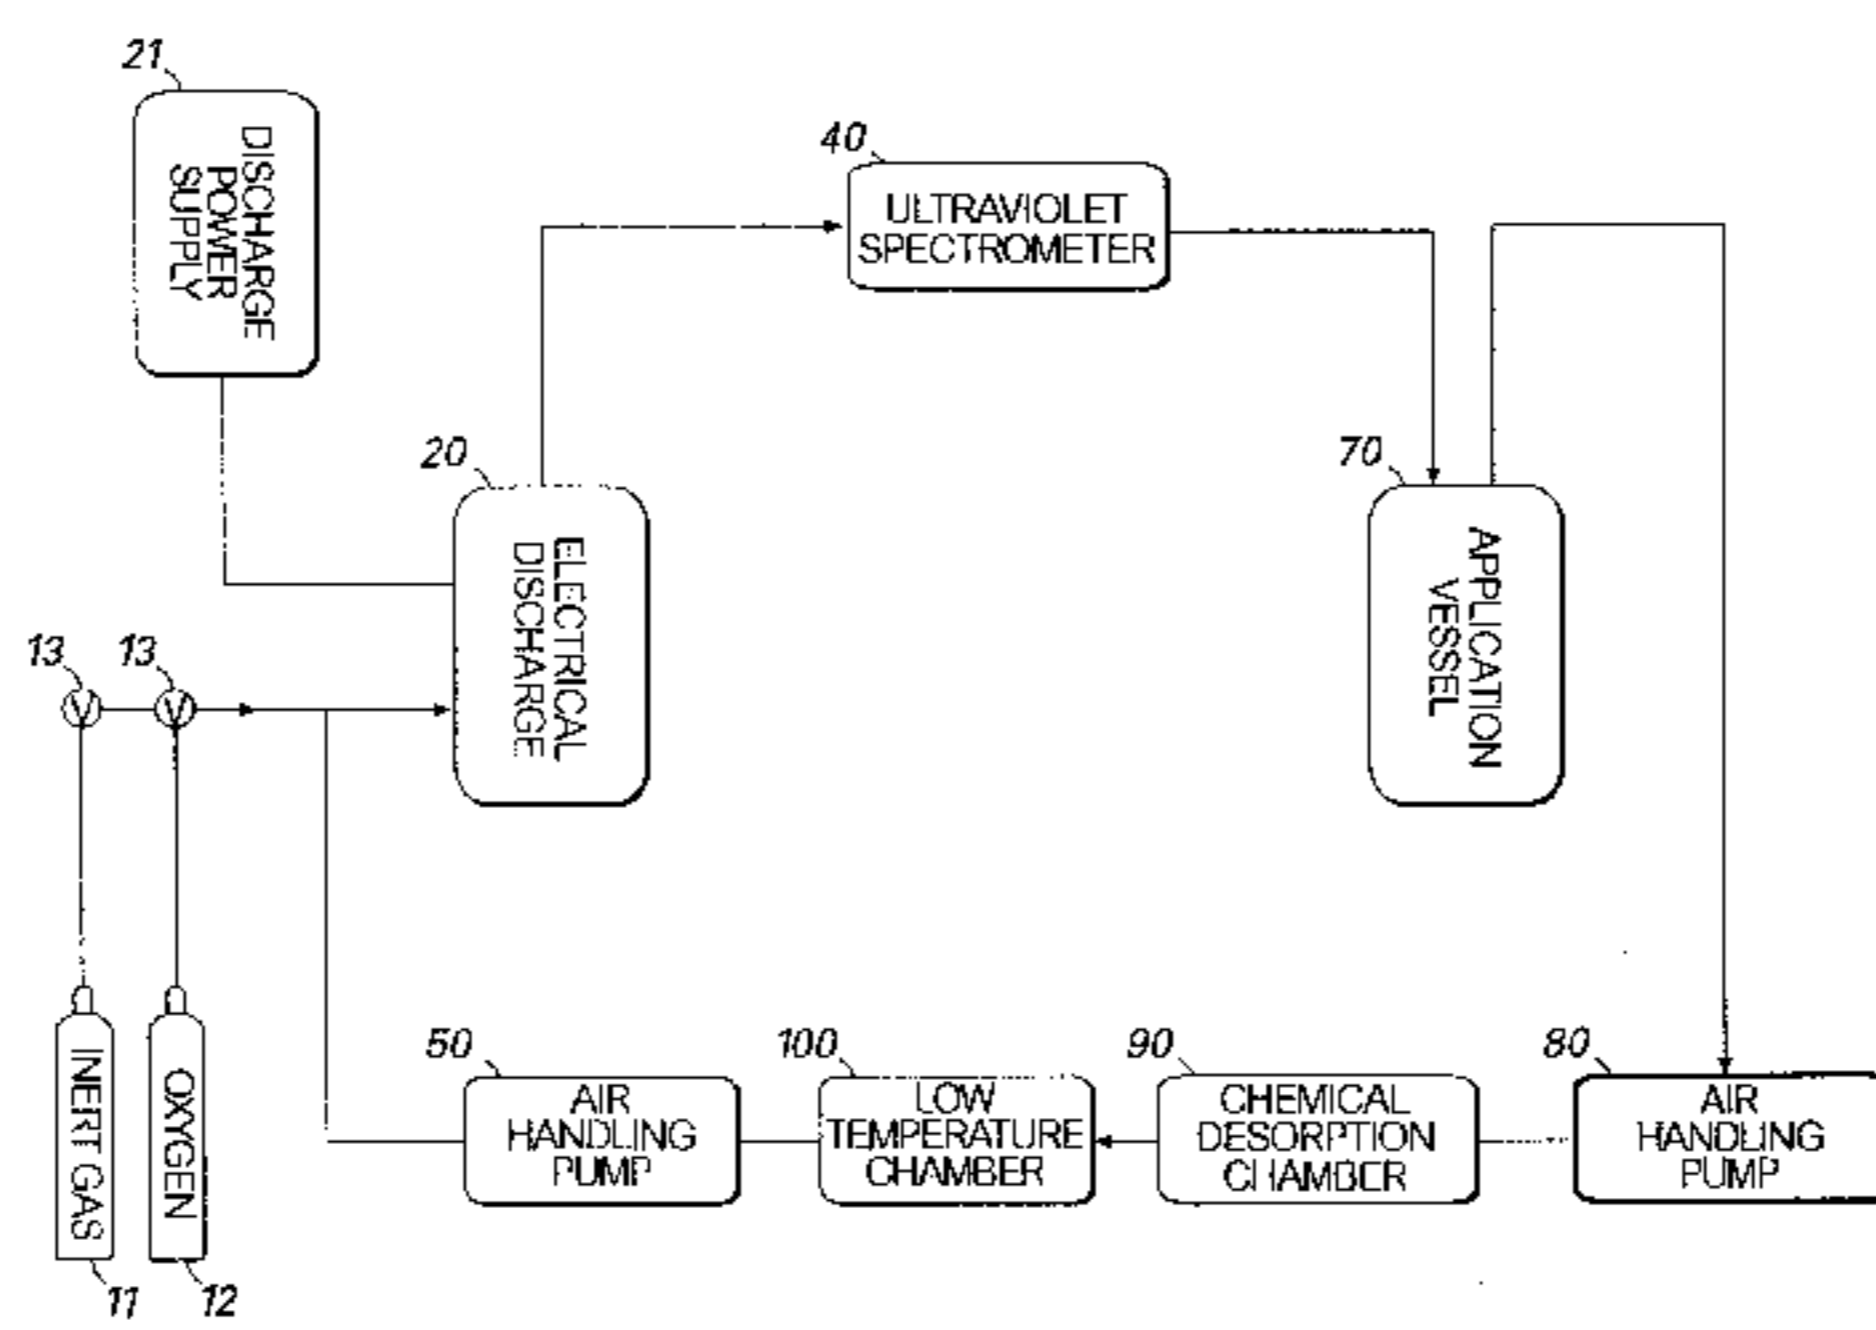 21
DISCHARGE
POWER
SUPPLY
40
ULTRAVIOLET
SPECTROMETER
20
ELECTRICAL
DISCHARGE
70
APPLICATION
VESSEL
13
13
V
V
50
AIR
HANDLING
PUMP
100
LOW
TEMPERATURE
CHAMBER
90
CHEMICAL
DESORPTION
CHAMBER
80
AIR
HANDLING
PUMP
INERT GAS
OXYGEN
11
12